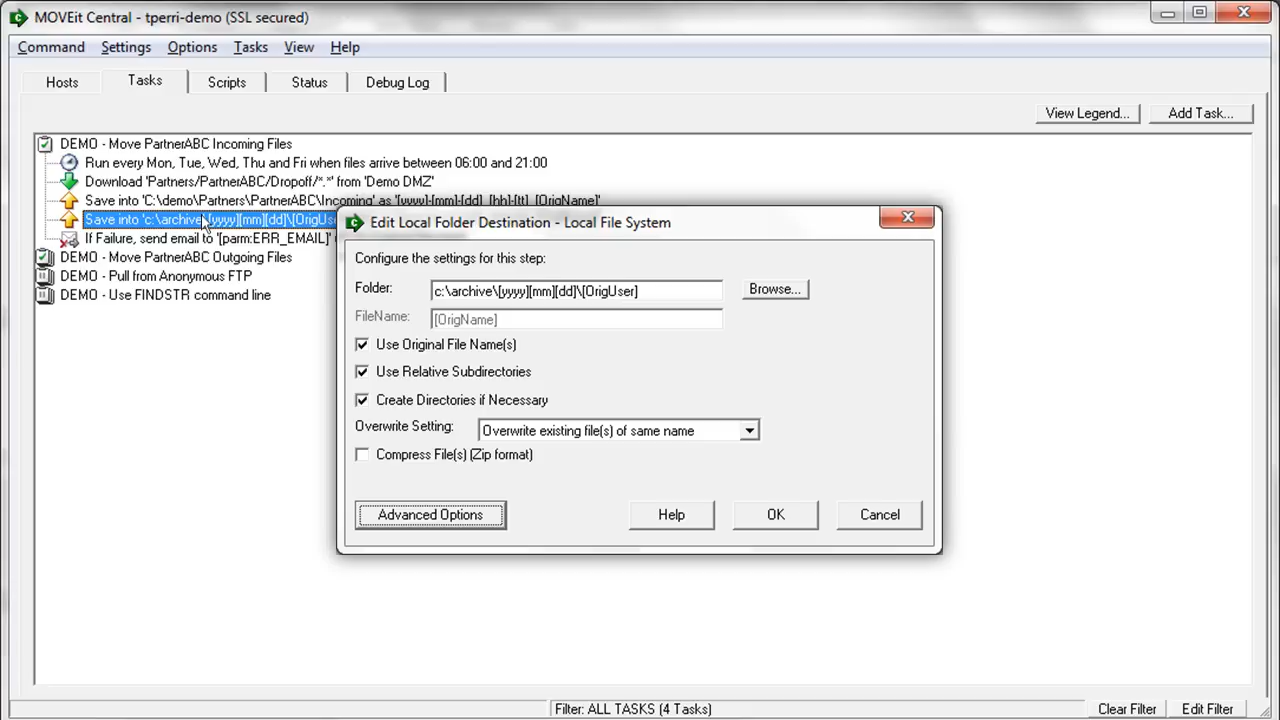 MOVEit Central - tperri-demo (SSL secured)
Command Settings Options Tasks View Help
Hosts Tasks Scripts Status Debug Log
View Legend... Add Task...
DEMO - Move PartnerABC Incoming Files
Run every Mon, Tue, Wed, Thu and Fri when files arrive between 06:00 and 21:00
Download 'Partners/PartnerABC/Dropoff/*.*' from 'Demo DMZ'
Save into 'C:\demo\Partners\PartnerABC\Incoming' as '[yyyy]-[mm]-[dd]_[hh]-[tt]_[OrigName]'
Save into 'c:\archive\[yyyy][mm][dd]\[OrigUse
If Failure, send email to '[parm:ERR_EMAIL]'
DEMO - Move PartnerABC Outgoing Files
DEMO - Pull from Anonymous FTP
DEMO - Use FINDSTR command line
Edit Local Folder Destination - Local File System
Configure the settings for this step:
Folder: c:\archive\[yyyy][mm][dd]\[OrigUser] Browse...
FileName: [OrigName]
Use Original File Name(s)
Use Relative Subdirectories
Create Directories if Necessary
Overwrite Setting: Overwrite existing file(s) of same name
Compress File(s) (Zip format)
Advanced Options Help OK Cancel
Filter: ALL TASKS (4 Tasks) Clear Filter Edit Filter